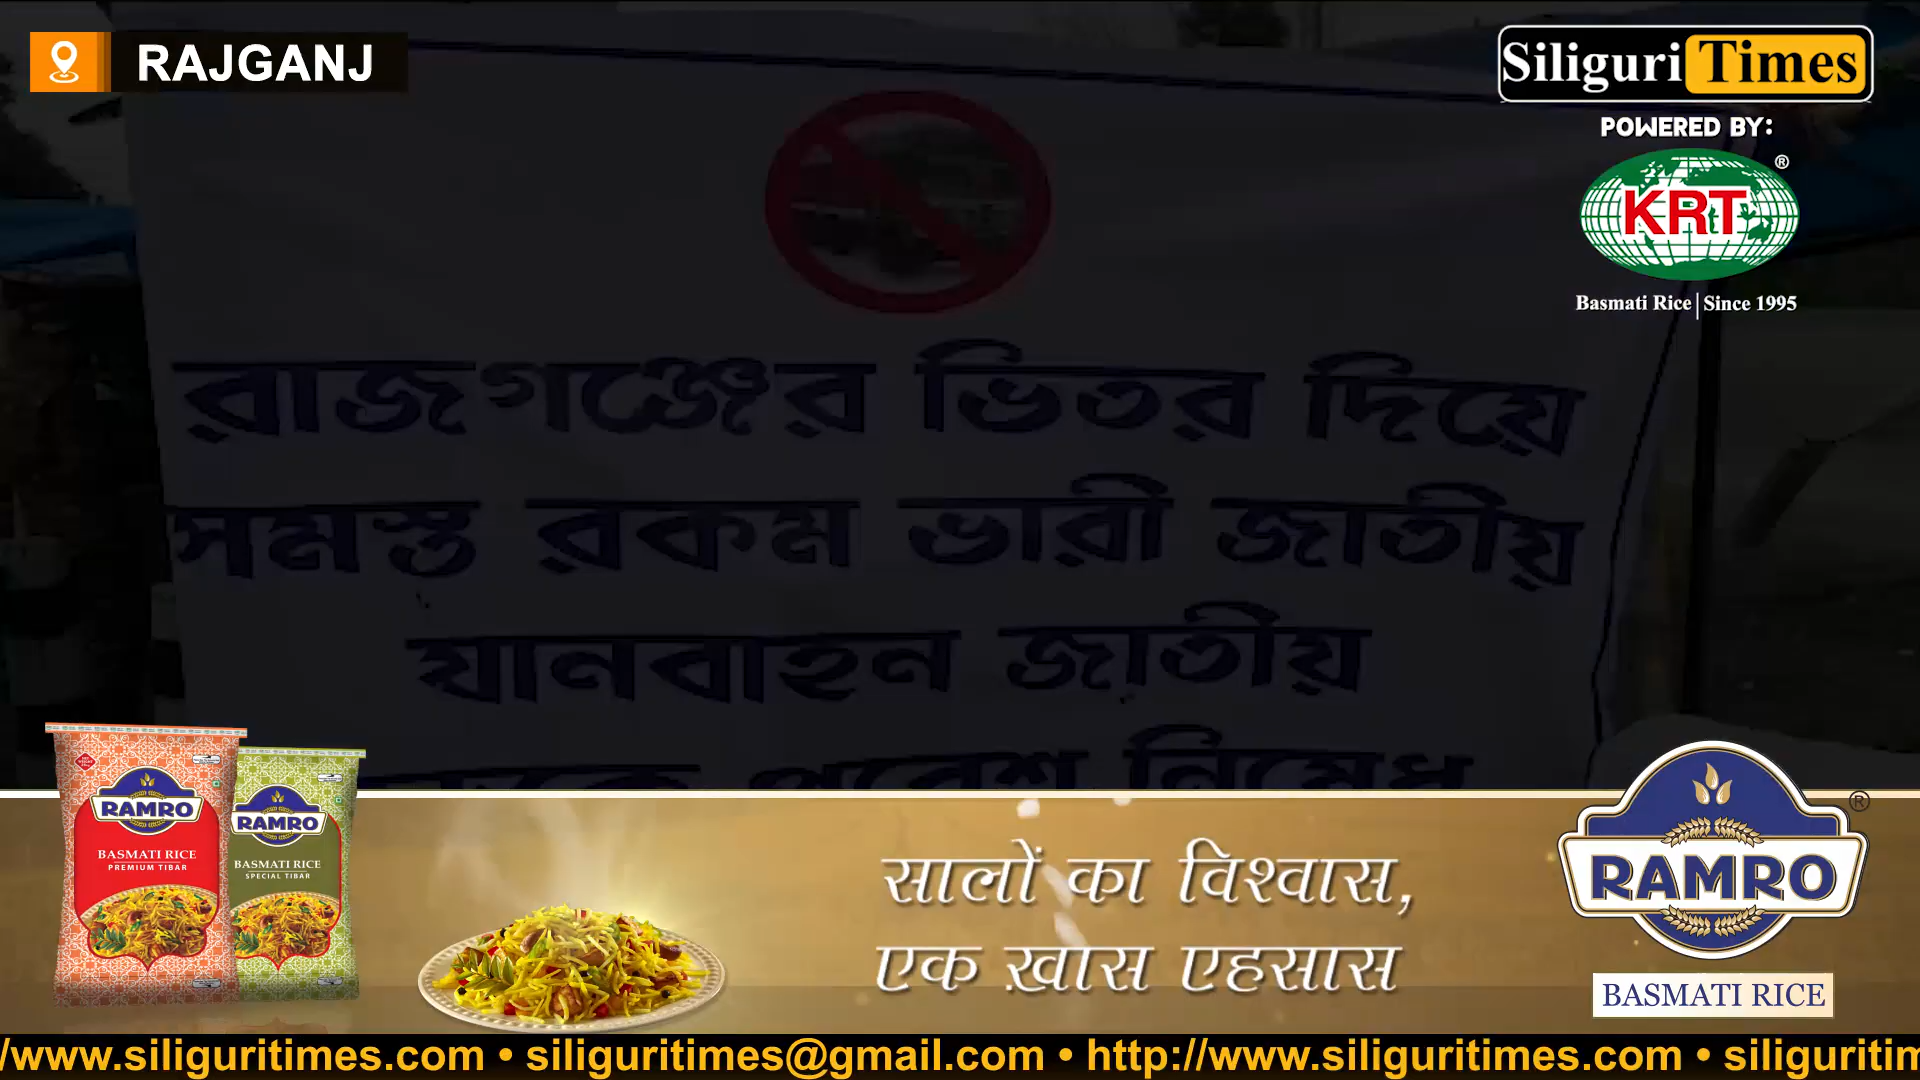 RAJGANJ
Siliguri Times
POWERED BY:
KRT
®
Basmati Rice | Since 1995
রাজগঞ্জের ভিতর দিয়ে
সমস্ত রকম ভারী জাতীয়
যানবাহন জাতীয়
প্রবেশ নিষেধ
RAMRO
BASMATI RICE
PREMIUM TIBAR
RAMRO
BASMATI RICE
SPECIAL TIBAR
सालों का विश्वास,
एक ख़ास एहसास
RAMRO
®
BASMATI RICE
/www.siliguritimes.com • siliguritimes@gmail.com • http://www.siliguritimes.com • siliguritim